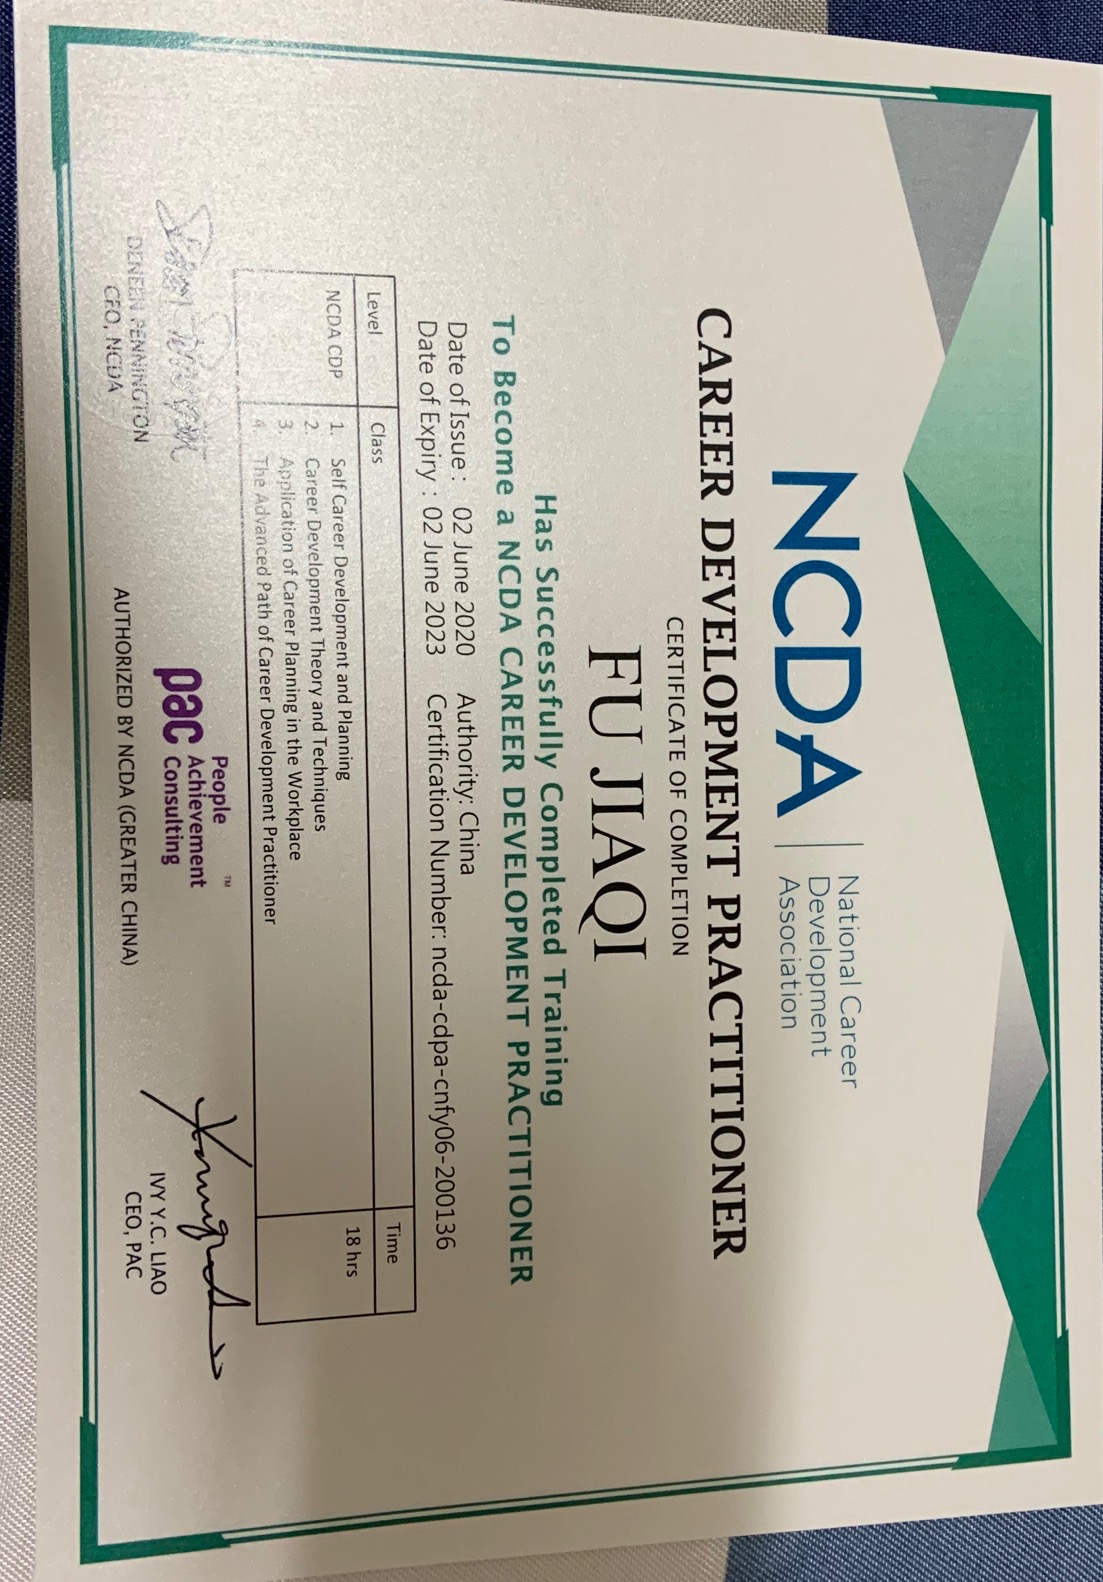 NCDA
National Career
Development
Association
CAREER DEVELOPMENT PRACTITIONER
CERTIFICATE OF COMPLETION
FU JIAQI
Has Successfully Completed Training
To Become a NCDA CAREER DEVELOPMENT PRACTITIONER
Date of Issue : 02 June 2020 Authority: China
Date of Expiry : 02 June 2023 Certification Number: ncda-cdpa-cnfy06-200136
Level Class Time
NCDA CDP 1. Self Career Development and Planning 18 hrs
2. Career Development Theory and Techniques
3. Application of Career Planning in the Workplace
4. The Advanced Path of Career Development Practitioner
DENEEN PENNINGTON
CEO, NCDA
pac People
Achievement
Consulting ™
AUTHORIZED BY NCDA (GREATER CHINA)
IVY Y.C. LIAO
CEO, PAC